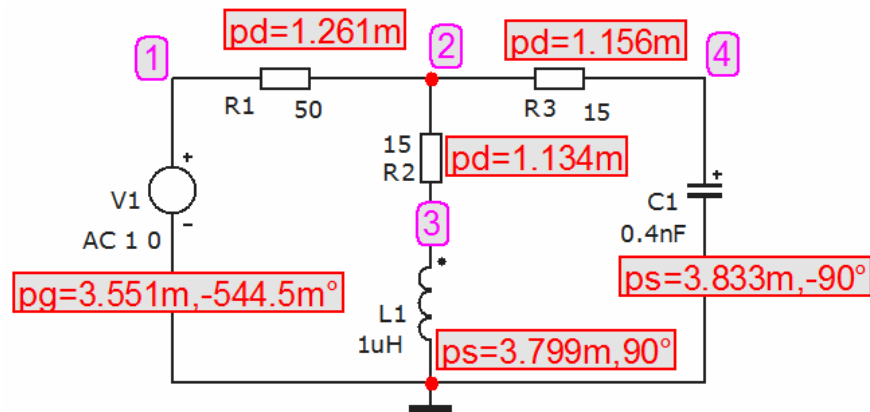 pd=1.261m
pd=1.156m
1
2
4
R1
50
R3
15
15
R2
pd=1.134m
+
V1
-
AC 1 0
3
+
C1
0.4nF
pg=3.551m,-544.5m°
ps=3.833m,-90°
L1
1uH
ps=3.799m,90°